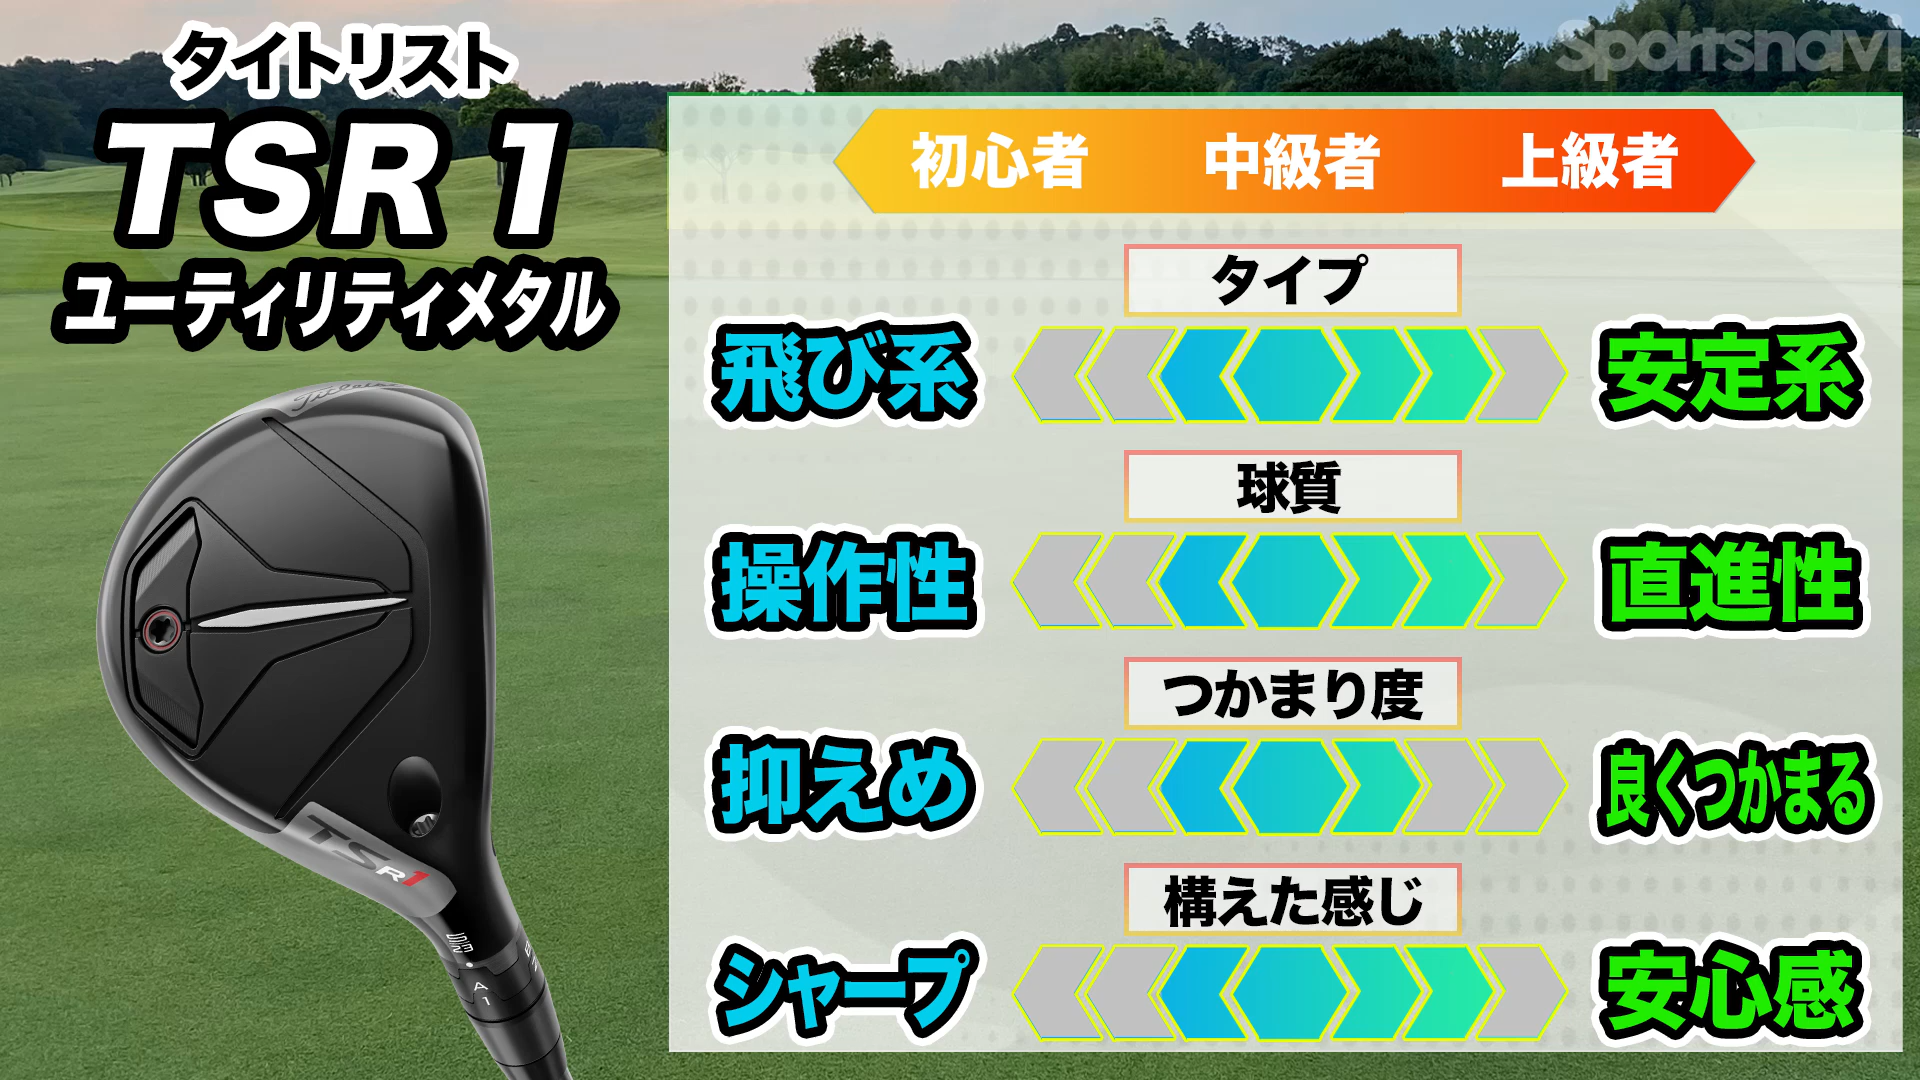 タイトリスト
TSR 1
ユーティリティメタル
Sportsnavi
初心者 中級者 上級者
タイプ
飛び系 安定系
球質
操作性 直進性
つかまり度
抑えめ 良くつかまる
構えた感じ
シャープ 安心感
Titleist
TSR1
A
1